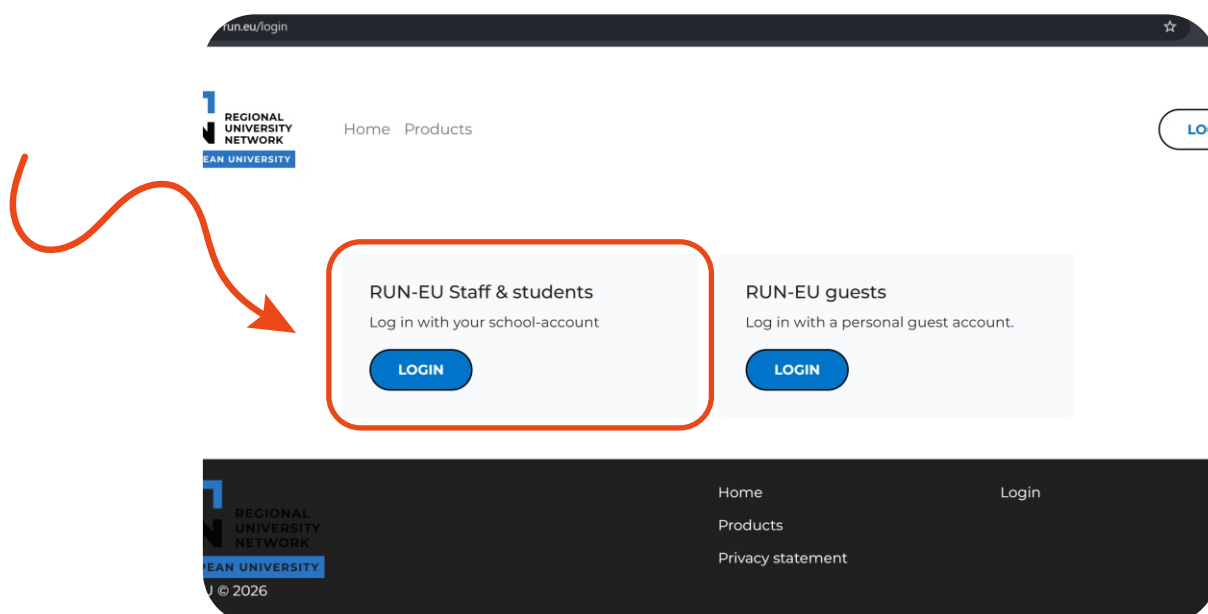 run.eu/login
REGIONAL
UNIVERSITY
NETWORK
EAN UNIVERSITY
Home Products
LO
RUN-EU Staff & students
Log in with your school-account
LOGIN
RUN-EU guests
Log in with a personal guest account.
LOGIN
REGIONAL
UNIVERSITY
NETWORK
PEAN UNIVERSITY
U © 2026
Home
Products
Privacy statement
Login